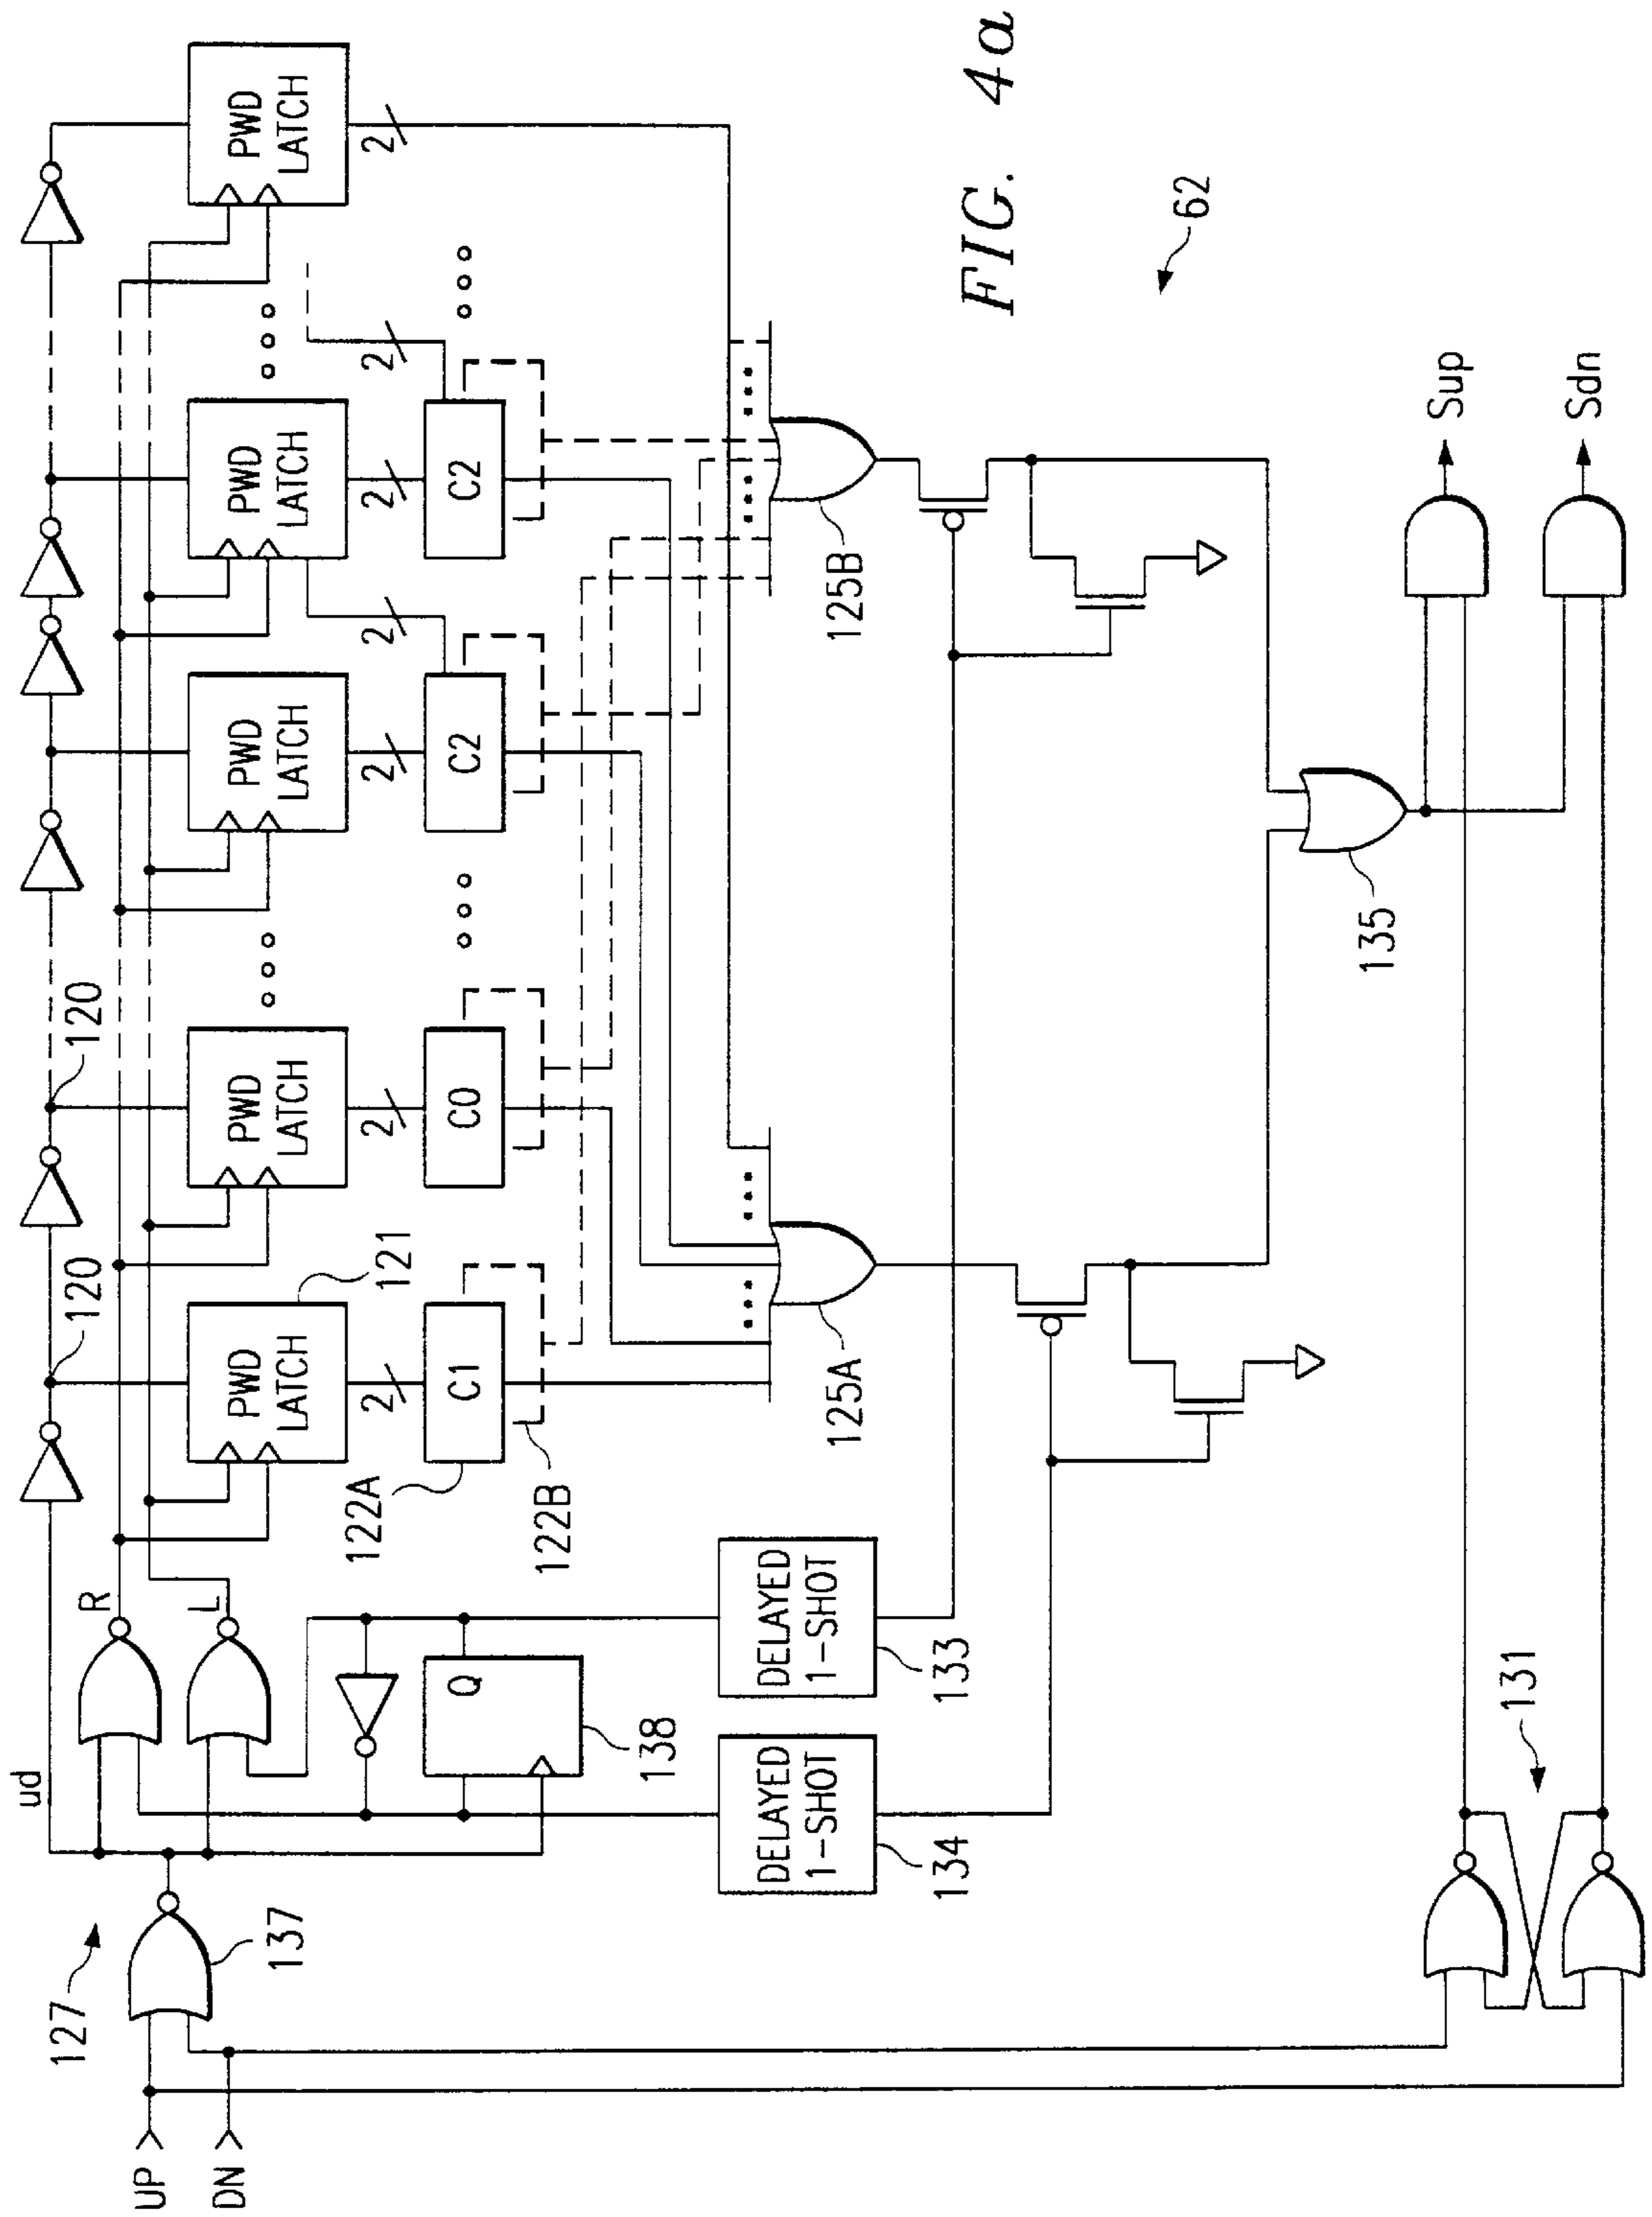 UP
DN
127
137
ud
R
L
Q
138
DELAYED
1-SHOT
133
DELAYED
1-SHOT
134
120
120
PWD
LATCH
121
PWD
LATCH
PWD
LATCH
PWD
LATCH
PWD
LATCH
2
2
2
2
2
2
2
122A
C1
C0
C2
C2
122B
125A
125B
135
131
Sup
Sdn
62
FIG. 4a